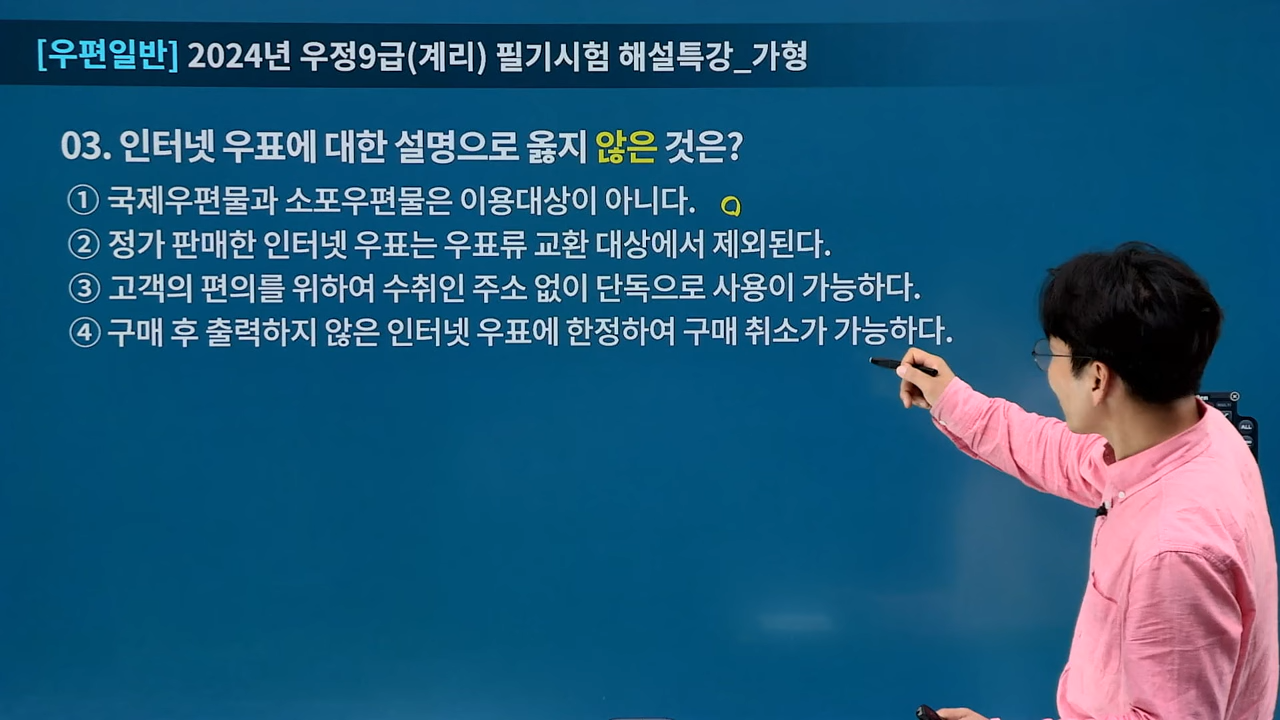 [우편일반] 2024년 우정9급(계리) 필기시험 해설특강_가형
03. 인터넷 우표에 대한 설명으로 옳지 않은 것은?
① 국제우편물과 소포우편물은 이용대상이 아니다.
② 정가 판매한 인터넷 우표는 우표류 교환 대상에서 제외된다.
③ 고객의 편의를 위하여 수취인 주소 없이 단독으로 사용이 가능하다.
④ 구매 후 출력하지 않은 인터넷 우표에 한정하여 구매 취소가 가능하다.
ALL